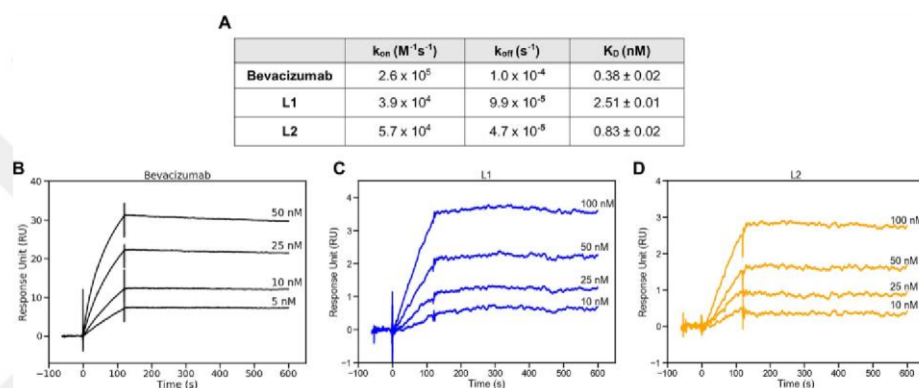 A
kon (M-1s-1) koff (s-1) KD (nM)
Bevacizumab 2.6 x 10⁵ 1.0 x 10⁻⁴ 0.38 ± 0.02
L1 3.9 x 10⁴ 9.9 x 10⁻⁵ 2.51 ± 0.01
L2 5.7 x 10⁴ 4.7 x 10⁻⁵ 0.83 ± 0.02
B
Bevacizumab
Response Unit (RU)
40
30
20
10
0
−10
50 nM
25 nM
10 nM
5 nM
−100 0 100 200 300 400 500 600
Time (s)
C
L1
Response Unit (RU)
4
3
2
1
0
−1
100 nM
50 nM
25 nM
10 nM
−100 0 100 200 300 400 500 600 700
Time (s)
D
L2
Response Unit (RU)
4
3
2
1
0
−1
100 nM
50 nM
25 nM
10 nM
−100 0 100 200 300 400 500 600 700
Time (s)